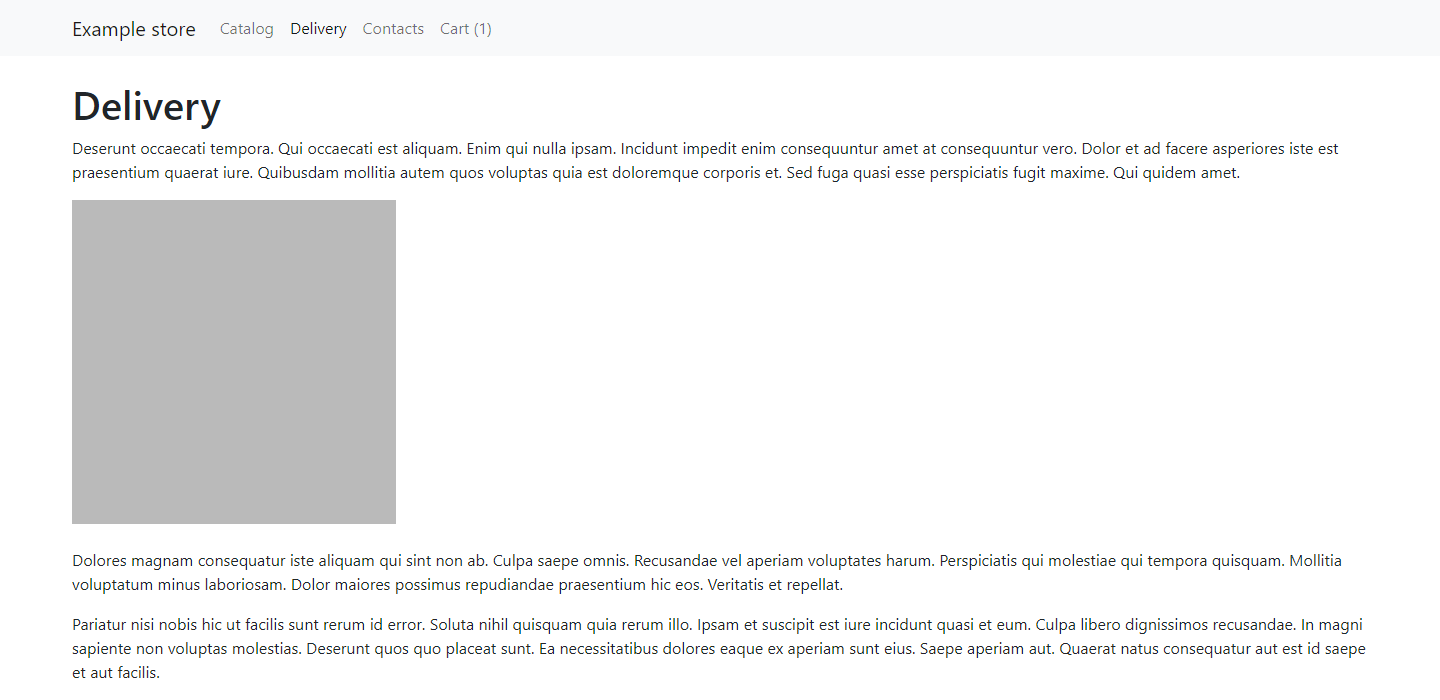 Example store Catalog Delivery Contacts Cart (1)
Delivery
Deserunt occaecati tempora. Qui occaecati est aliquam. Enim qui nulla ipsam. Incidunt impedit enim consequuntur amet at consequuntur vero. Dolor et ad facere asperiores iste est
praesentium quaerat iure. Quibusdam mollitia autem quos voluptas quia est doloremque corporis et. Sed fuga quasi esse perspiciatis fugit maxime. Qui quidem amet.
Dolores magnam consequatur iste aliquam qui sint non ab. Culpa saepe omnis. Recusandae vel aperiam voluptates harum. Perspiciatis qui molestiae qui tempora quisquam. Mollitia
voluptatum minus laboriosam. Dolor maiores possimus repudiandae praesentium hic eos. Veritatis et repellat.
Pariatur nisi nobis hic ut facilis sunt rerum id error. Soluta nihil quisquam quia rerum illo. Ipsam et suscipit est iure incidunt quasi et eum. Culpa libero dignissimos recusandae. In magni
sapiente non voluptas molestias. Deserunt quos quo placeat sunt. Ea necessitatibus dolores eaque ex aperiam sunt eius. Saepe aperiam aut. Quaerat natus consequatur aut est id saepe
et aut facilis.